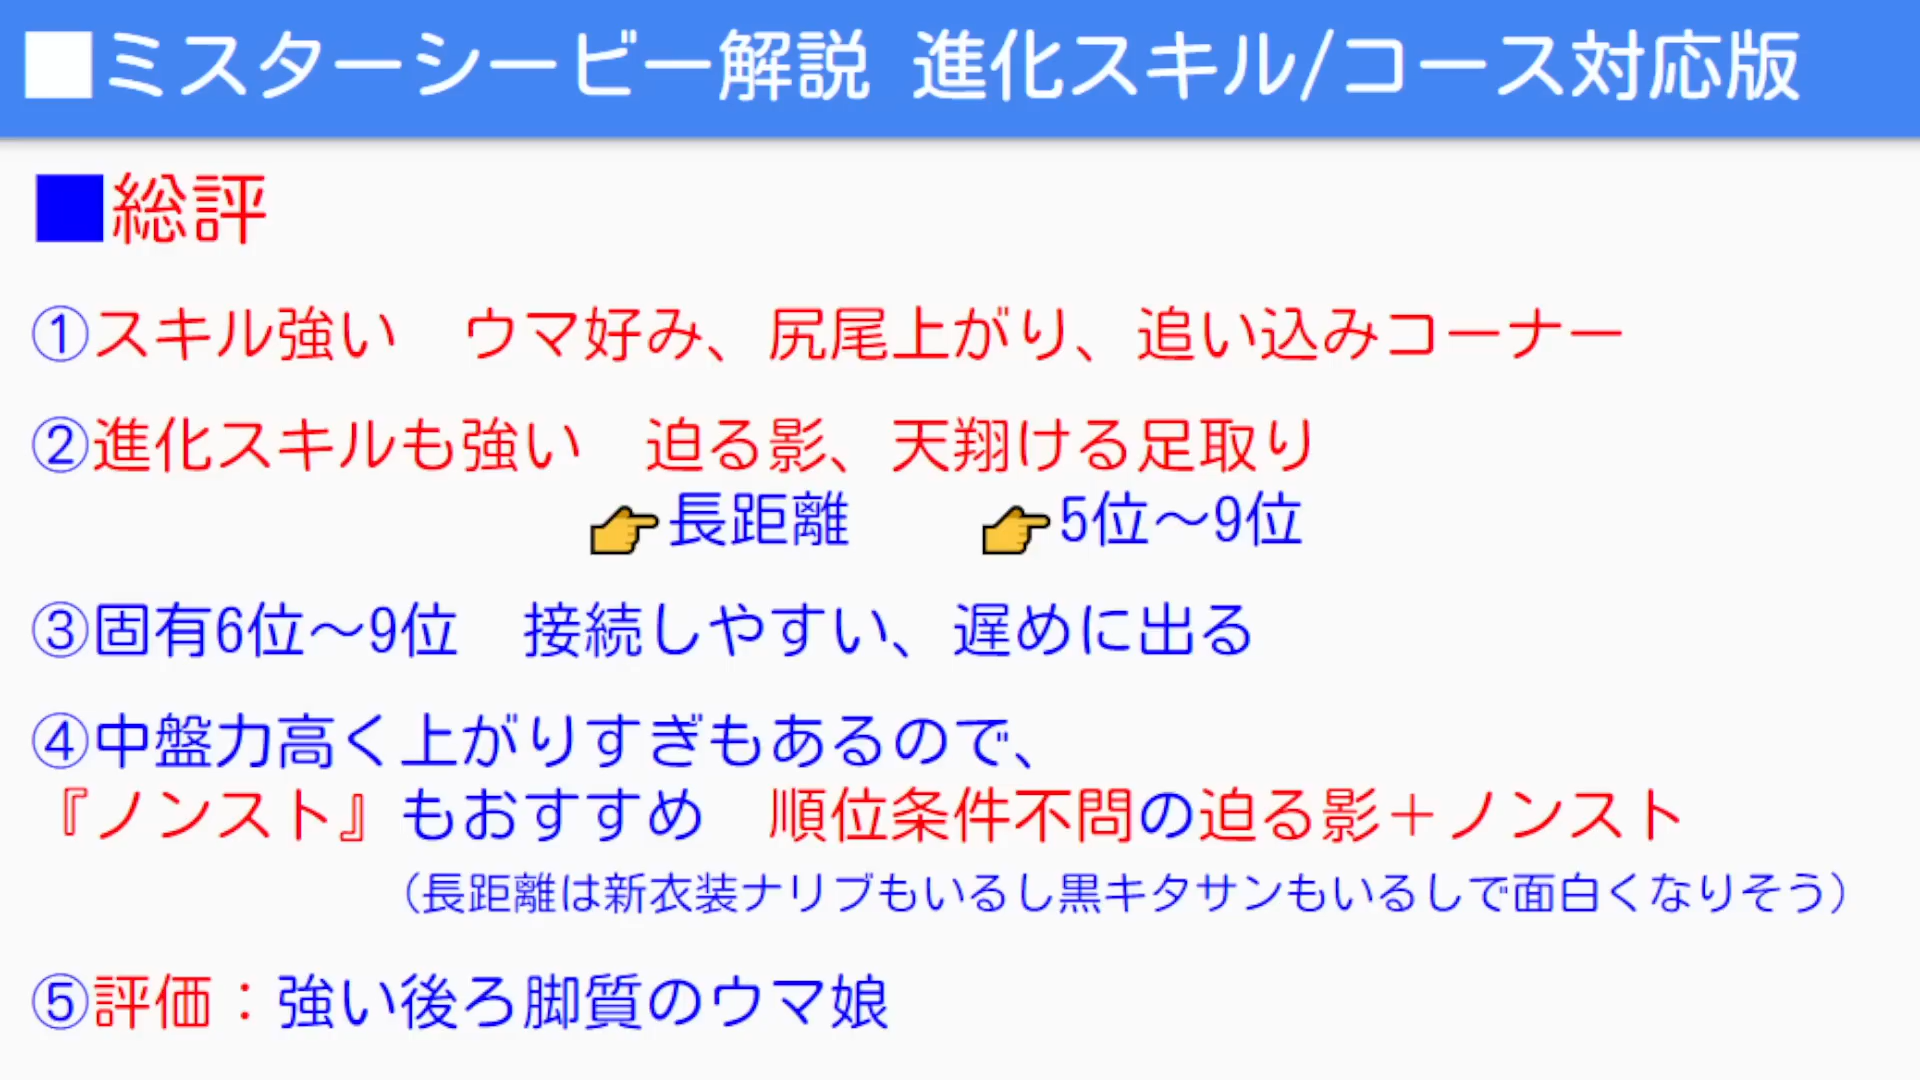 ■ミスターシービー解説 進化スキル/コース対応版
■総評
①スキル強い　ウマ好み、尻尾上がり、追い込みコーナー
②進化スキルも強い　迫る影、天翔ける足取り
👉長距離　👉5位～9位
③固有6位～9位　接続しやすい、遅めに出る
④中盤力高く上がりすぎもあるので、
『ノンスト』もおすすめ　順位条件不問の迫る影＋ノンスト
（長距離は新衣装ナリブもいるし黒キタサンもいるしで面白くなりそう）
⑤評価：強い後ろ脚質のウマ娘